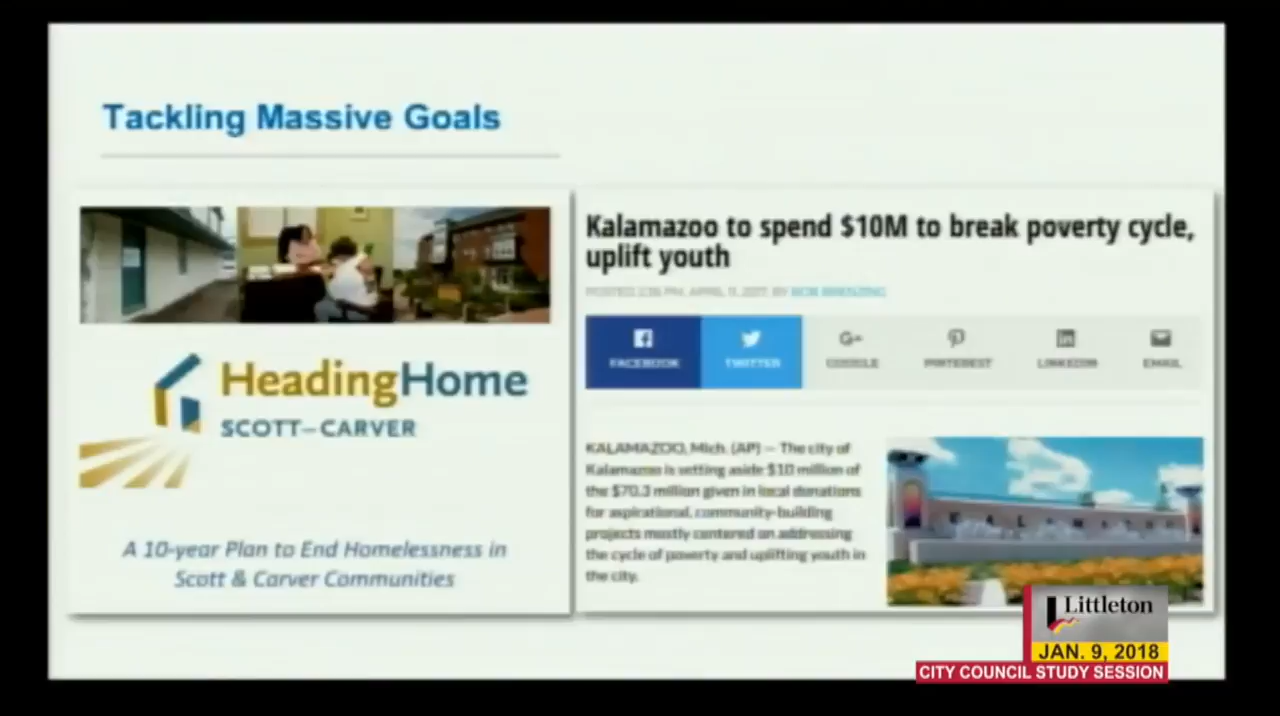 Tackling Massive Goals
HeadingHome
SCOTT–CARVER
A 10-year Plan to End Homelessness in
Scott & Carver Communities
Kalamazoo to spend $10M to break poverty cycle,
uplift youth
FACEBOOK
TWITTER
G+
GOOGLE
PINTEREST
LINKEDIN
EMAIL
KALAMAZOO, Mich. (AP) — The city of
Kalamazoo is setting aside $10 million of
the $70.3 million given in local donations
for aspirational, community-building
projects mostly centered on addressing
the cycle of poverty and uplifting youth in
the city.
Littleton
JAN. 9, 2018
CITY COUNCIL STUDY SESSION